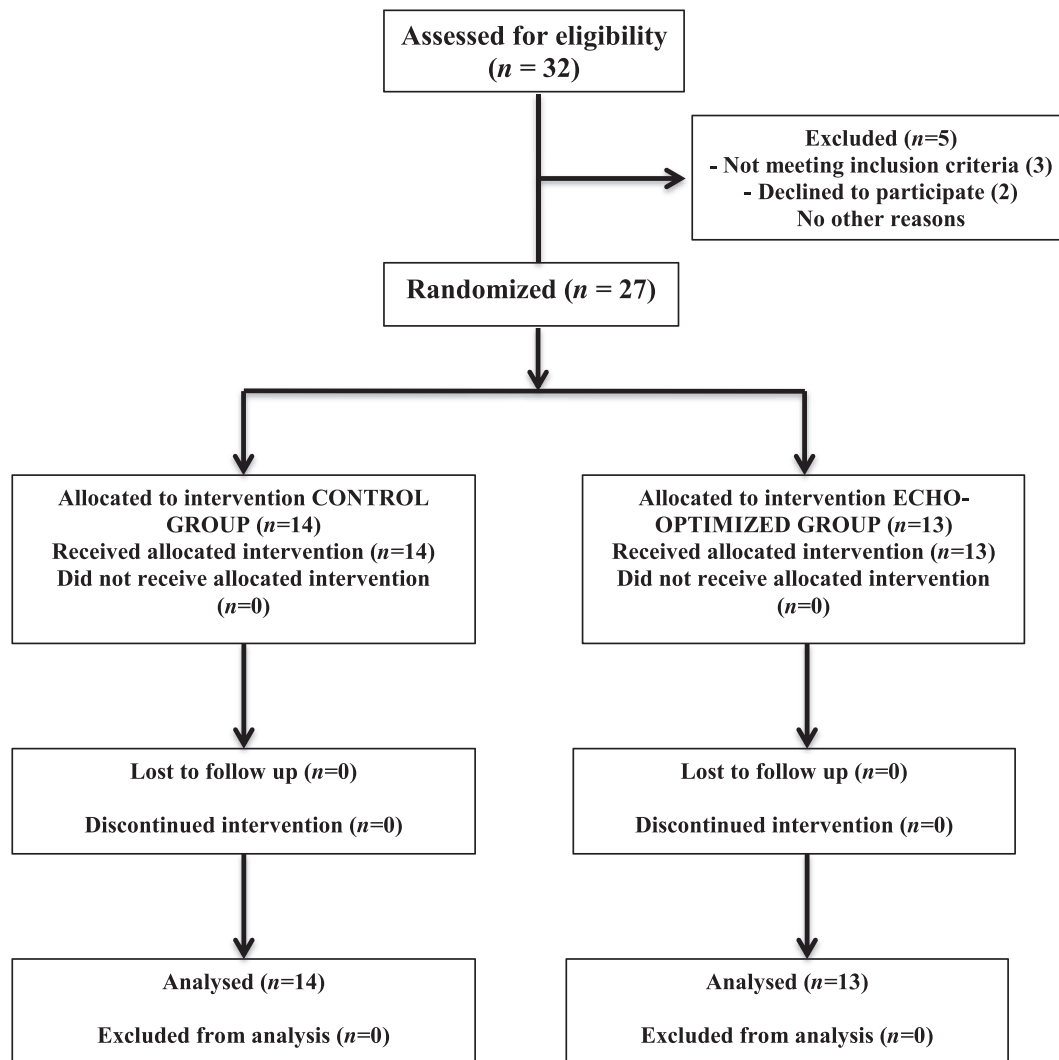 Assessed for eligibility
(n = 32)
Excluded (n=5)
- Not meeting inclusion criteria (3)
- Declined to participate (2)
No other reasons
Randomized (n = 27)
Allocated to intervention CONTROL
GROUP (n=14)
Received allocated intervention (n=14)
Did not receive allocated intervention
(n=0)
Allocated to intervention ECHO-
OPTIMIZED GROUP (n=13)
Received allocated intervention (n=13)
Did not receive allocated intervention
(n=0)
Lost to follow up (n=0)
Discontinued intervention (n=0)
Lost to follow up (n=0)
Discontinued intervention (n=0)
Analysed (n=14)
Excluded from analysis (n=0)
Analysed (n=13)
Excluded from analysis (n=0)